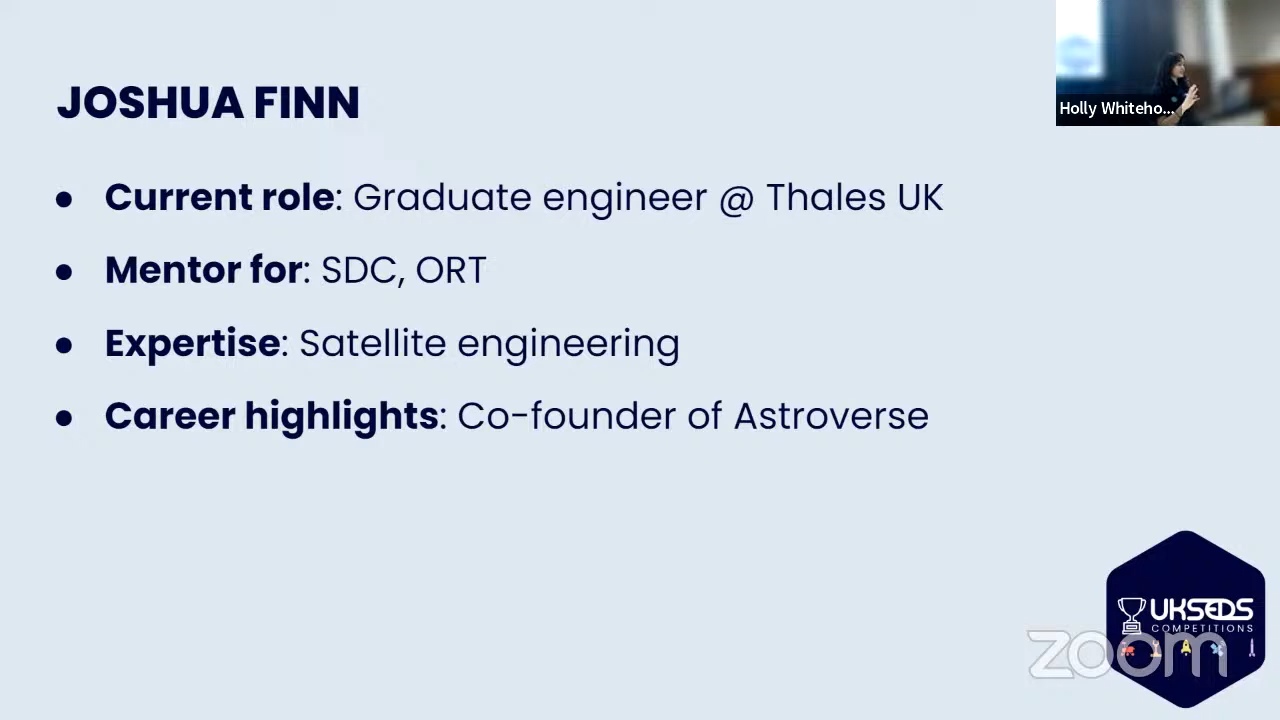 JOSHUA FINN
Holly Whiteho...
● Current role: Graduate engineer @ Thales UK
● Mentor for: SDC, ORT
● Expertise: Satellite engineering
● Career highlights: Co-founder of Astroverse
UKSEDS
COMPETITIONS
zoom